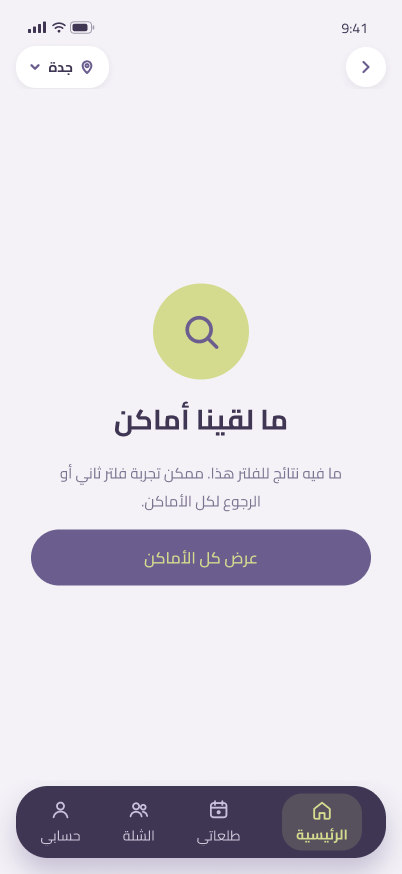 9:41
جدة
ما لقينا أماكن
ما فيه نتائج للفلتر هذا. ممكن تجربة فلتر ثاني أو
الرجوع لكل الأماكن.
عرض كل الأماكن
الرئيسية
طلعاتي
الشلة
حسابي